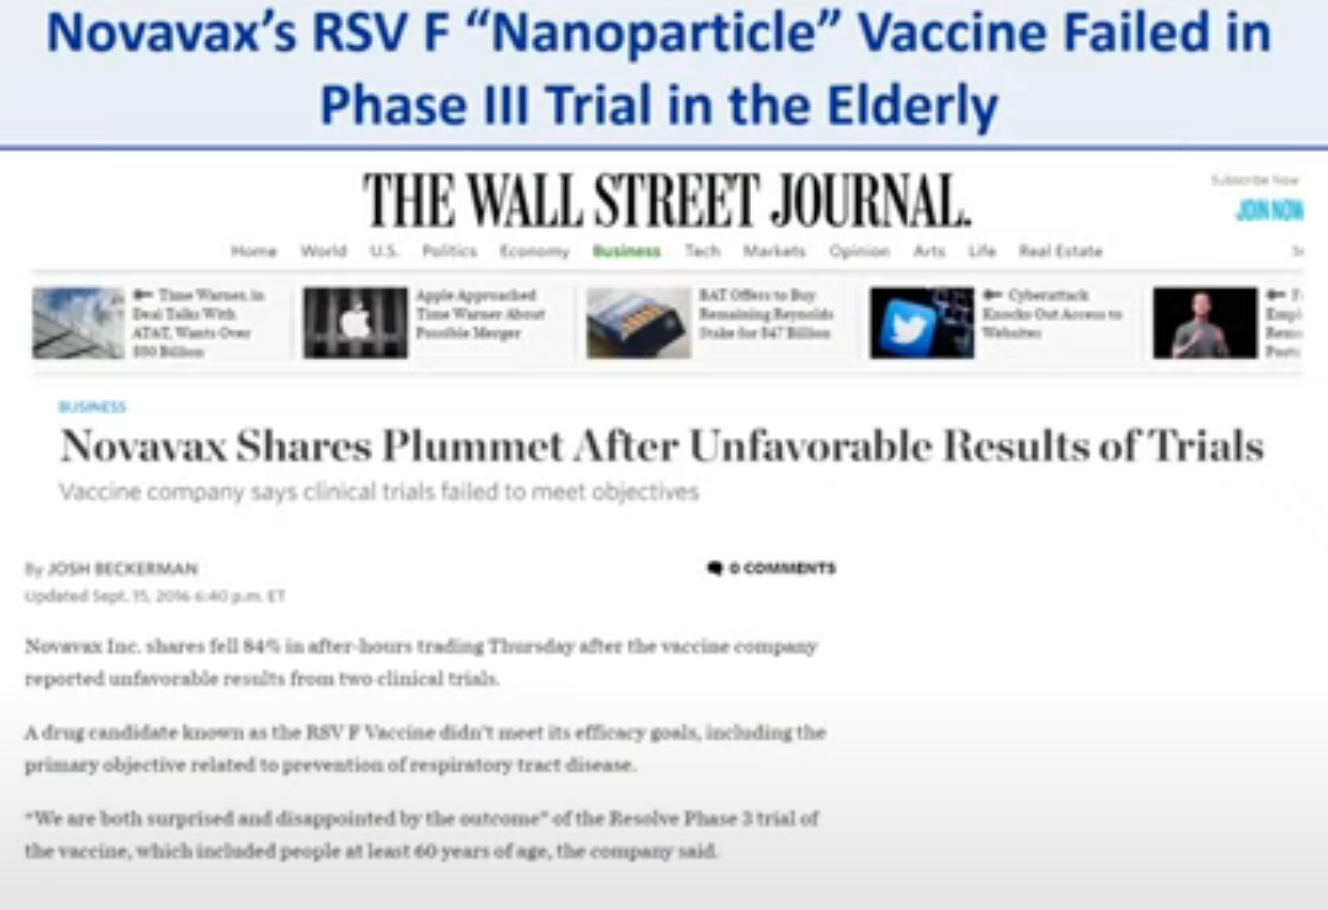 Novavax's RSV F “Nanoparticle” Vaccine Failed in
Phase III Trial in the Elderly
THE WALL STREET JOURNAL.
Subscribe Now
JOIN NOW
Home World U.S. Politics Economy Business Tech Markets Opinion Arts Life Real Estate
Time Warner, in
Deal Talks With
AT&T, Wants Over
$90 Billion
Apple Approached
Time Warner About
Possible Merger
BAT Offers to Buy
Remaining Reynolds
Stake for $47 Billion
Cyberattack
Knocks Out Access to
Websites
BUSINESS
Novavax Shares Plummet After Unfavorable Results of Trials
Vaccine company says clinical trials failed to meet objectives
By JOSH BECKERMAN
0 COMMENTS
Updated Sept. 15, 2016 6:40 p.m. ET
Novavax Inc. shares fell 84% in after-hours trading Thursday after the vaccine company
reported unfavorable results from two clinical trials.
A drug candidate known as the RSV F Vaccine didn't meet its efficacy goals, including the
primary objective related to prevention of respiratory tract disease.
“We are both surprised and disappointed by the outcome” of the Resolve Phase 3 trial of
the vaccine, which included people at least 60 years of age, the company said.